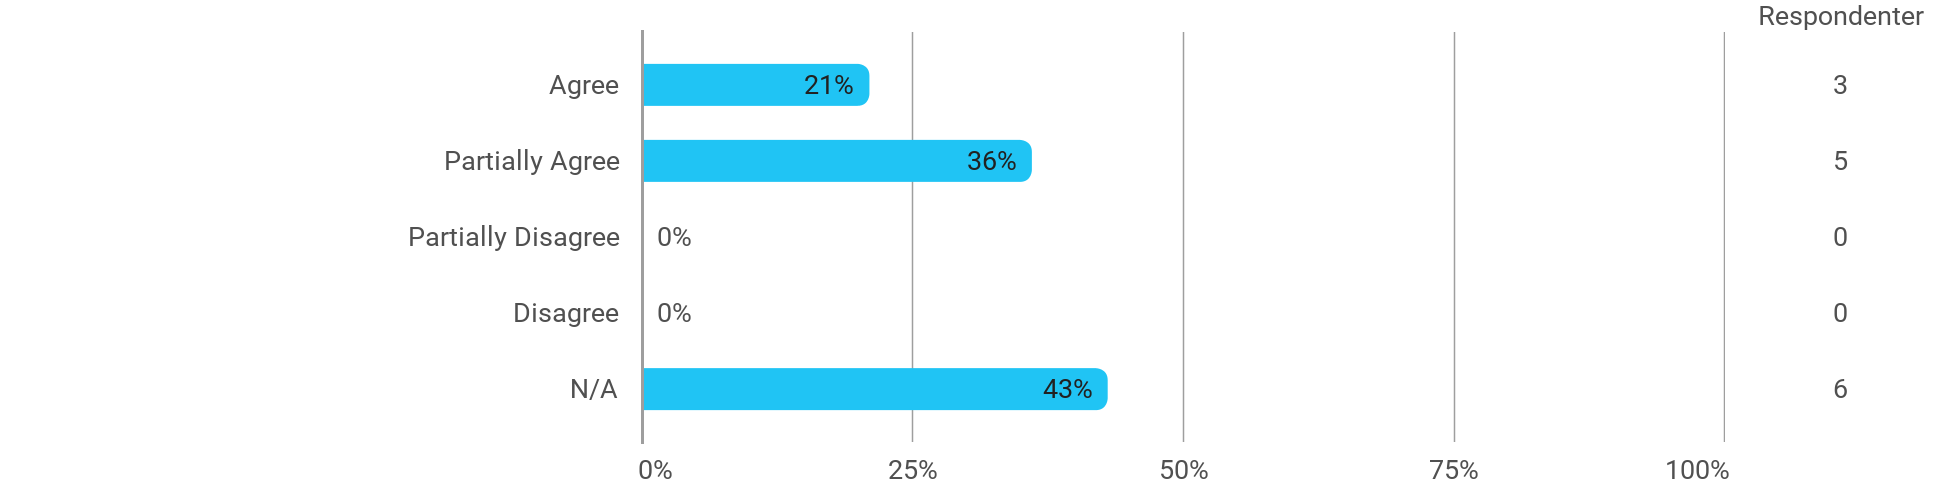 Respondenter
Agree 21% 3
Partially Agree 36% 5
Partially Disagree 0% 0
Disagree 0% 0
N/A 43% 6
0% 25% 50% 75% 100%